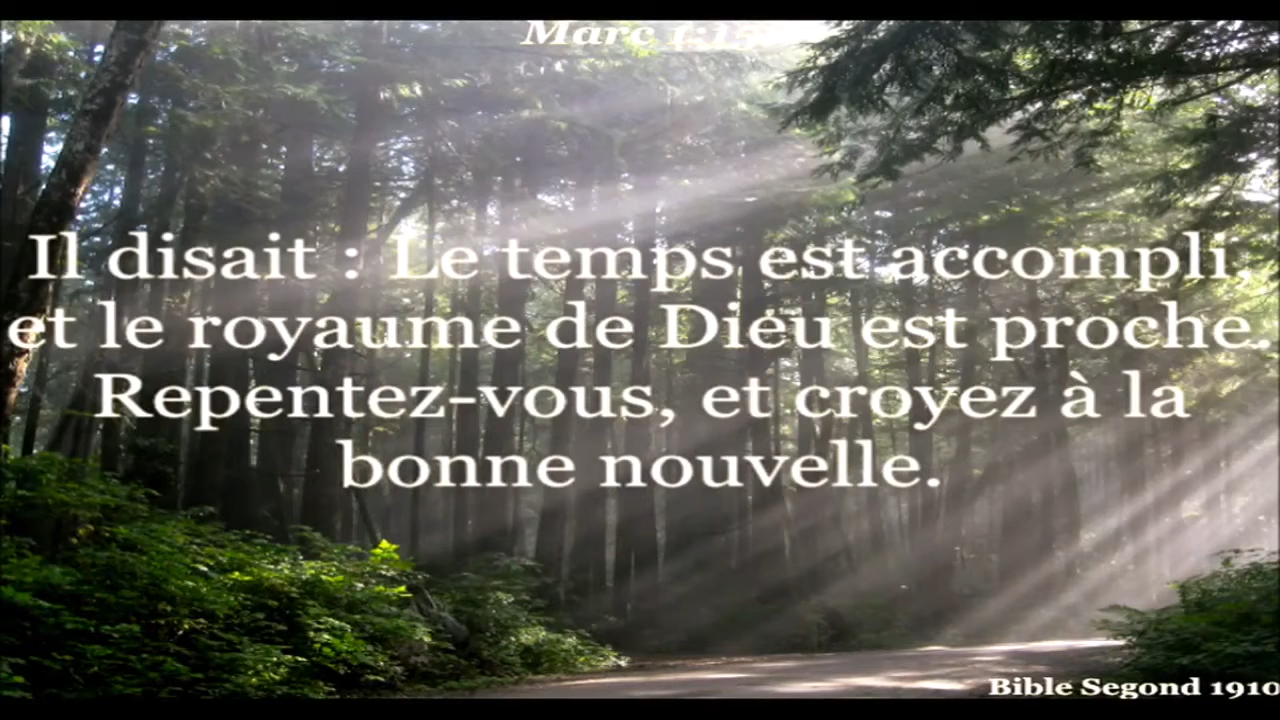 Marc 1:15
Il disait : Le temps est accompli,
et le royaume de Dieu est proche.
Repentez-vous, et croyez à la
bonne nouvelle.
Bible Segond 1910